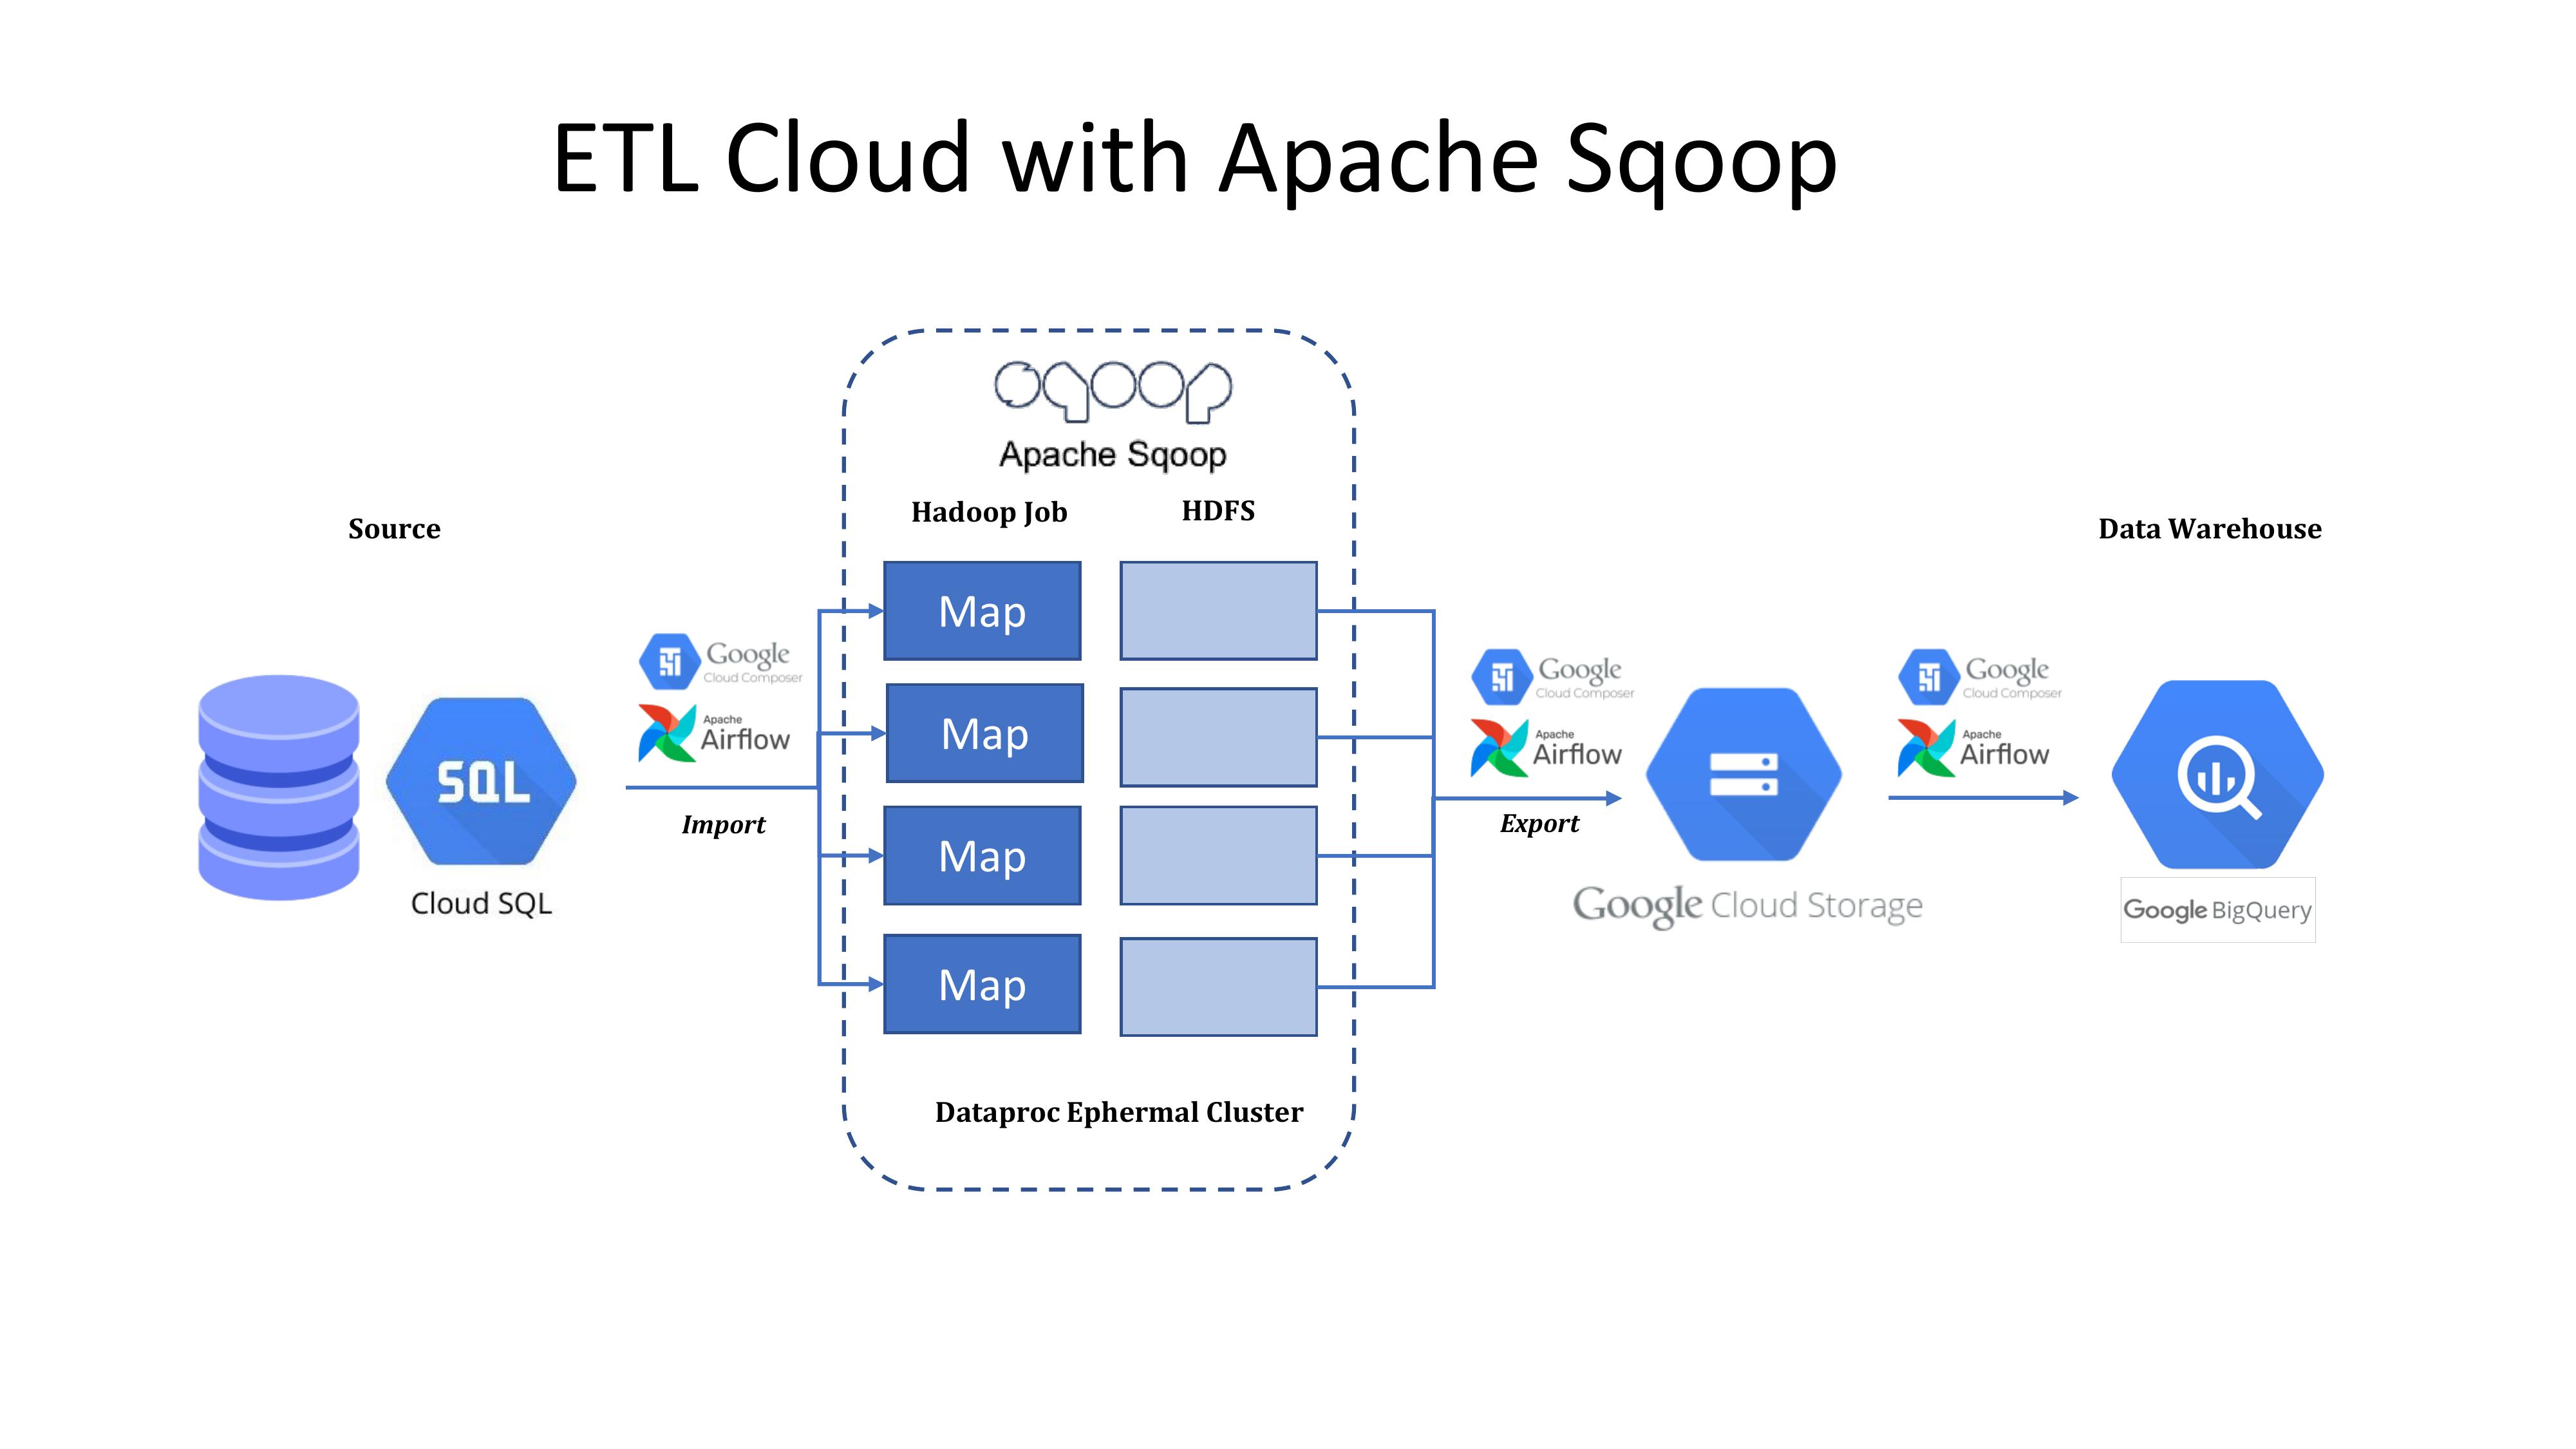 ETL Cloud with Apache Sqoop
sqoop
Apache Sqoop
Hadoop Job
HDFS
Source
Data Warehouse
Map
Map
Map
Map
Google
Cloud Composer
Apache
Airflow
Import
SQL
Cloud SQL
Google
Cloud Composer
Apache
Airflow
Export
Google Cloud Storage
Google
Cloud Composer
Apache
Airflow
Google BigQuery
Dataproc Ephermal Cluster